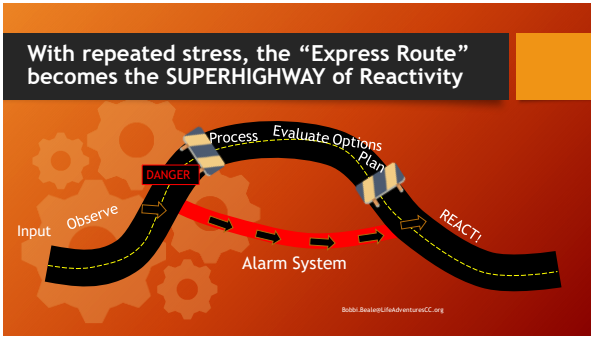 With repeated stress, the “Express Route”
becomes the SUPERHIGHWAY of Reactivity
Process
Evaluate Options
Plan
DANGER
Observe
Input
REACT!
Alarm System
Bobbi.Beale@LifeAdventuresCC.org